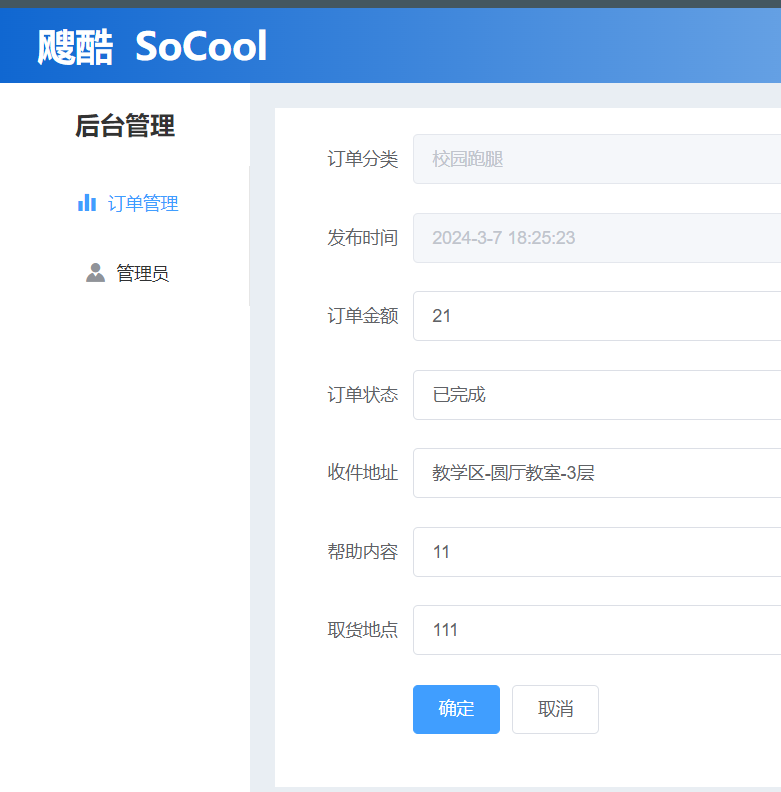 飕酷 SoCool
后台管理
订单管理
管理员
订单分类 校园跑腿
发布时间 2024-3-7 18:25:23
订单金额 21
订单状态 已完成
收件地址 教学区-圆厅教室-3层
帮助内容 11
取货地点 111
确定 取消